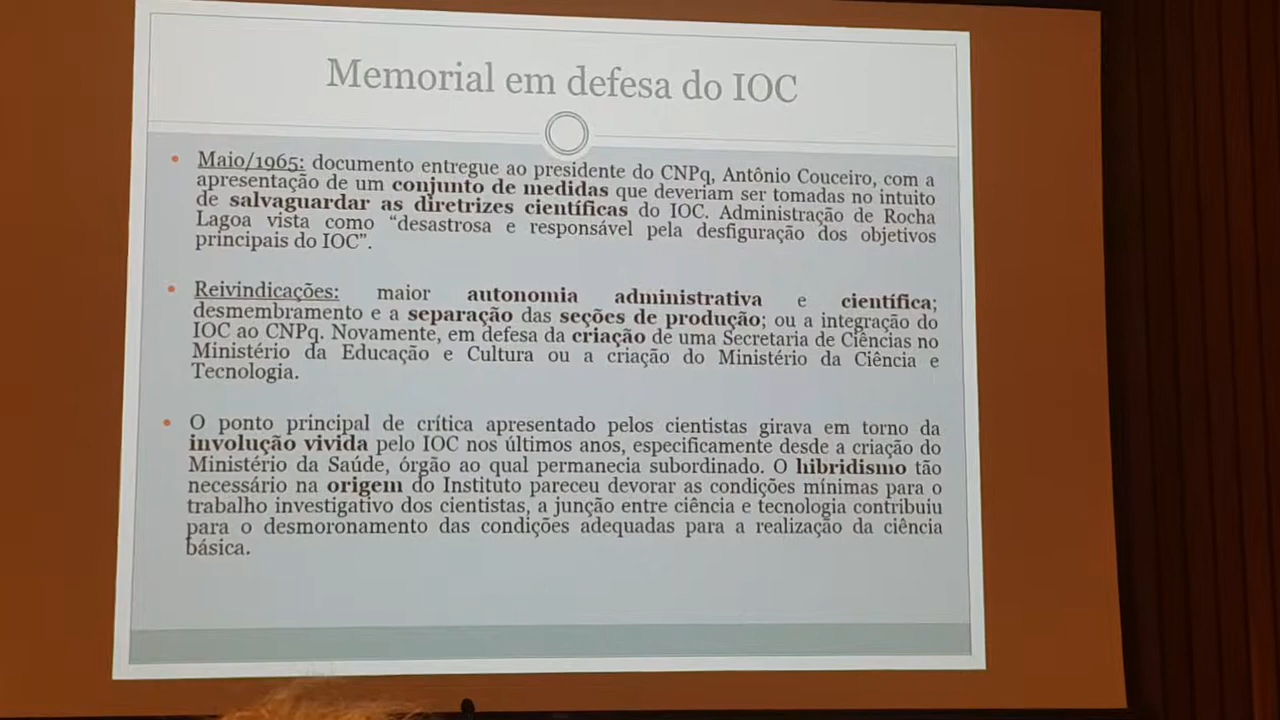 Memorial em defesa do IOC
• Maio/1965: documento entregue ao presidente do CNPq, Antônio Couceiro, com a
apresentação de um conjunto de medidas que deveriam ser tomadas no intuito
de salvaguardar as diretrizes científicas do IOC. Administração de Rocha
Lagoa vista como “desastrosa e responsável pela desfiguração dos objetivos
principais do IOC”.
• Reivindicações: maior autonomia administrativa e científica;
desmembramento e a separação das seções de produção; ou a integração do
IOC ao CNPq. Novamente, em defesa da criação de uma Secretaria de Ciências no
Ministério da Educação e Cultura ou a criação do Ministério da Ciência e
Tecnologia.
• O ponto principal de crítica apresentado pelos cientistas girava em torno da
involução vivida pelo IOC nos últimos anos, especificamente desde a criação do
Ministério da Saúde, órgão ao qual permanecia subordinado. O hibridismo tão
necessário na origem do Instituto pareceu devorar as condições mínimas para o
trabalho investigativo dos cientistas, a junção entre ciência e tecnologia contribuiu
para o desmoronamento das condições adequadas para a realização da ciência
básica.